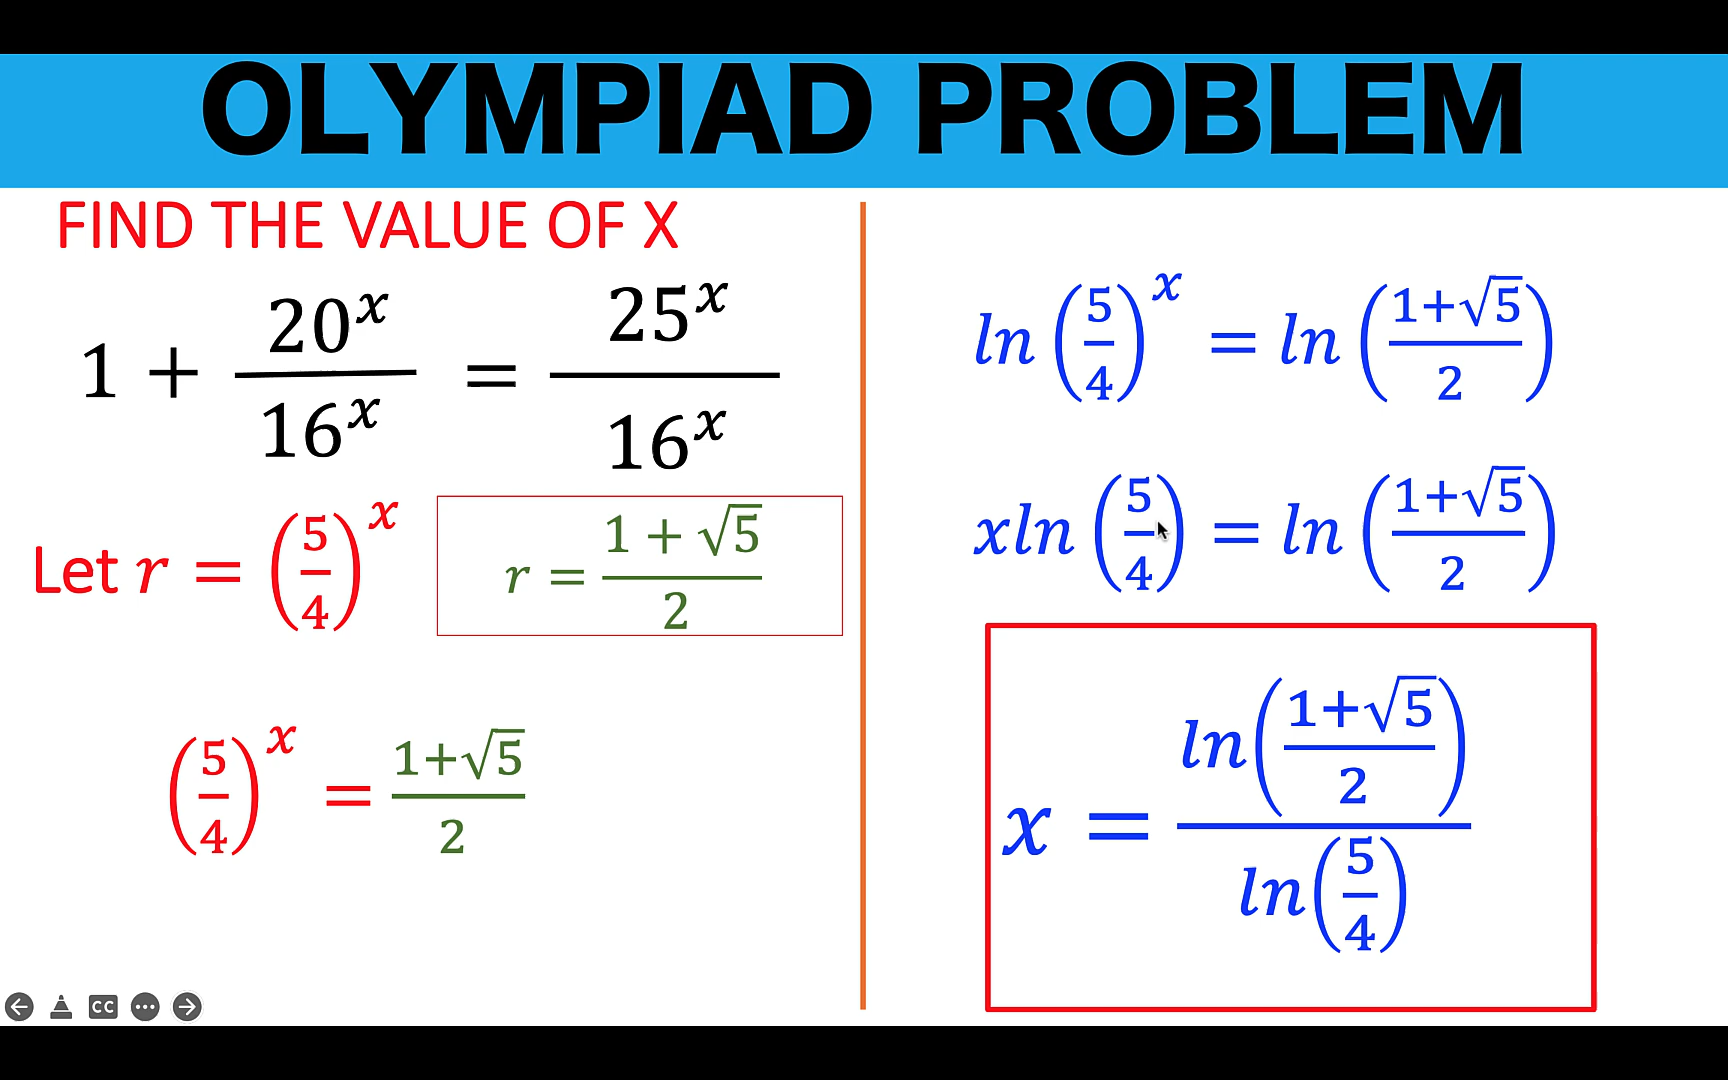 OLYMPIAD PROBLEM
FIND THE VALUE OF X
1 + 20^x/16^x = 25^x/16^x
Let r = (5/4)^x
r = (1 + √5)/2
(5/4)^x = (1+√5)/2
ln(5/4)^x = ln((1+√5)/2)
xln(5/4) = ln((1+√5)/2)
x = ln((1+√5)/2)/ln(5/4)
CC